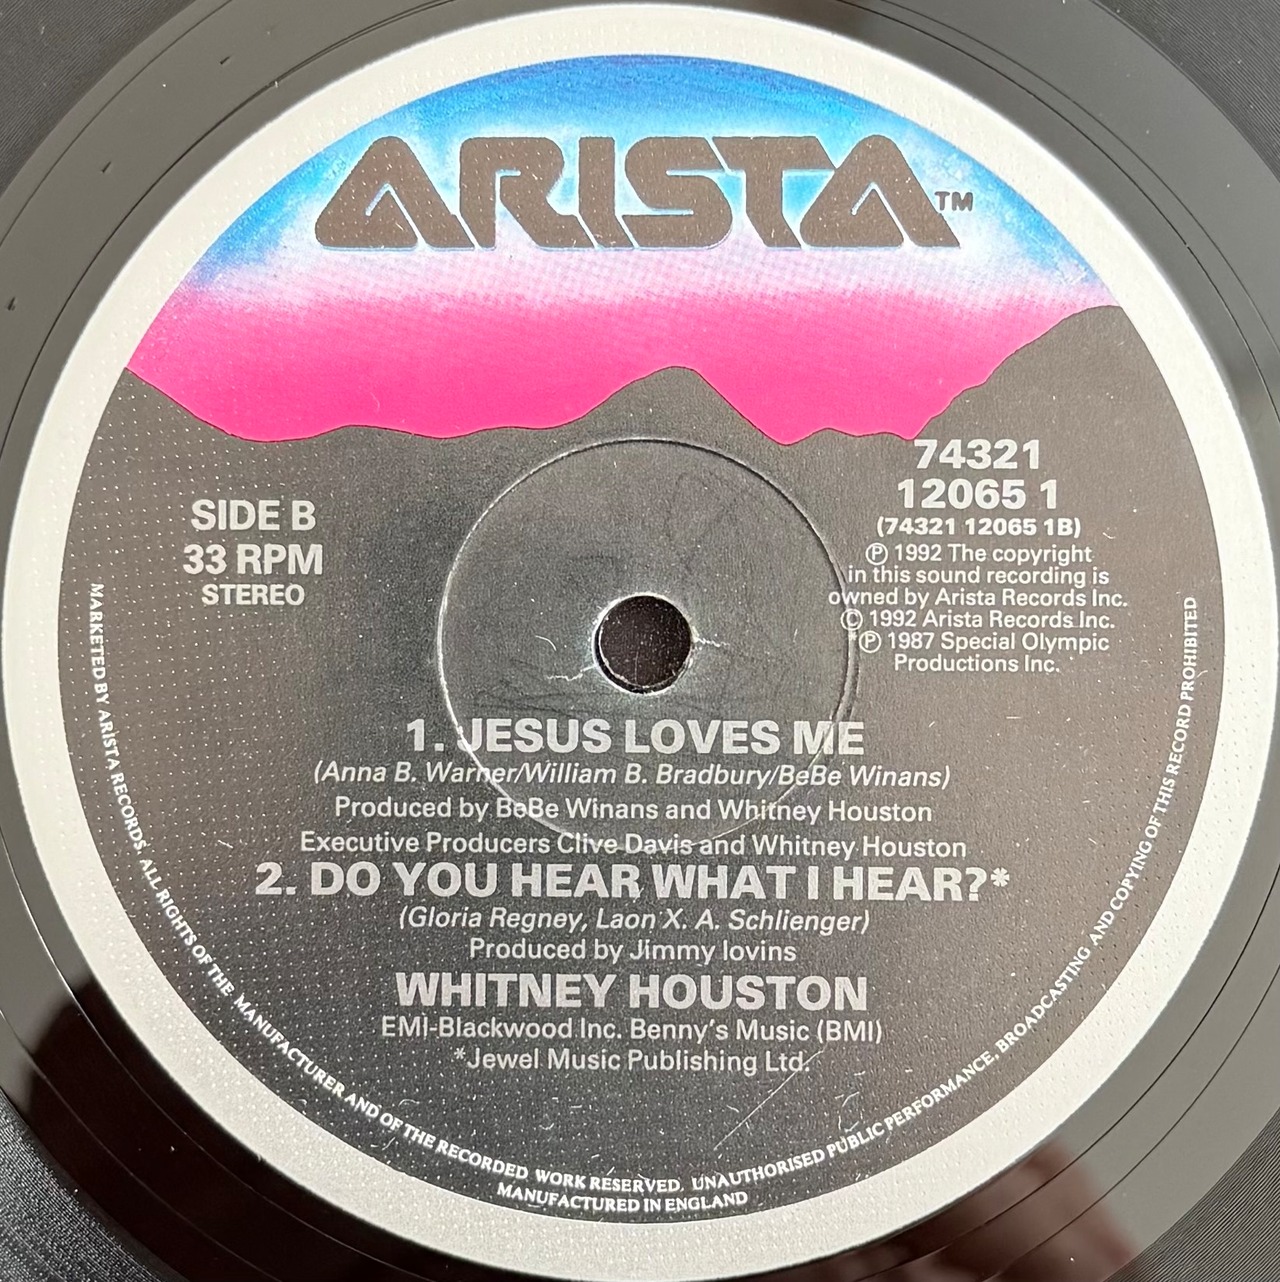 ARISTA™
SIDE B
33 RPM
STEREO
74321
12065 1
(74321 12065 1B)
℗ 1992 The copyright
in this sound recording is
owned by Arista Records Inc.
© 1992 Arista Records Inc.
℗ 1987 Special Olympic
Productions Inc.
1. JESUS LOVES ME
(Anna B. Warner/William B. Bradbury/BeBe Winans)
Produced by BeBe Winans and Whitney Houston
Executive Producers Clive Davis and Whitney Houston
2. DO YOU HEAR WHAT I HEAR?*
(Gloria Regney, Laon X. A. Schlienger)
Produced by Jimmy Iovins
WHITNEY HOUSTON
EMI-Blackwood Inc. Benny's Music (BMI)
*Jewel Music Publishing Ltd.
MARKETED BY ARISTA RECORDS. ALL RIGHTS OF THE MANUFACTURER AND OF THE RECORDED WORK RESERVED. UNAUTHORISED PUBLIC PERFORMANCE, BROADCASTING AND COPYING OF THIS RECORD PROHIBITED
MANUFACTURED IN ENGLAND